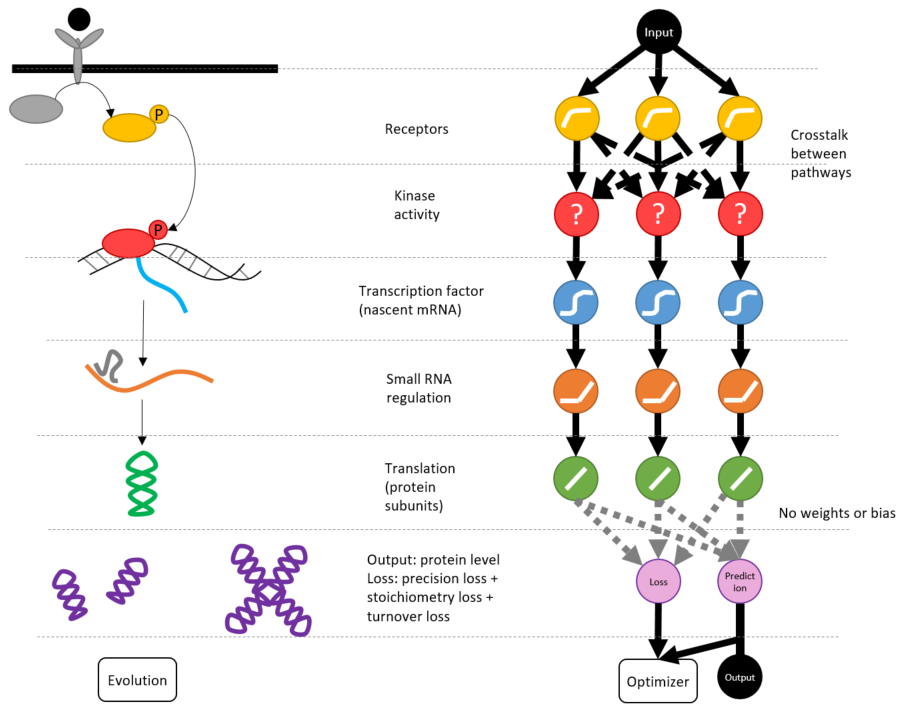 Input
P
Receptors
Crosstalk
between
pathways
Kinase
activity
? ? ?
P
Transcription factor
(nascent mRNA)
Small RNA
regulation
Translation
(protein
subunits)
No weights or bias
Output: protein level
Loss: precision loss +
stoichiometry loss +
turnover loss
Loss
Predict
ion
Evolution
Optimizer
Output